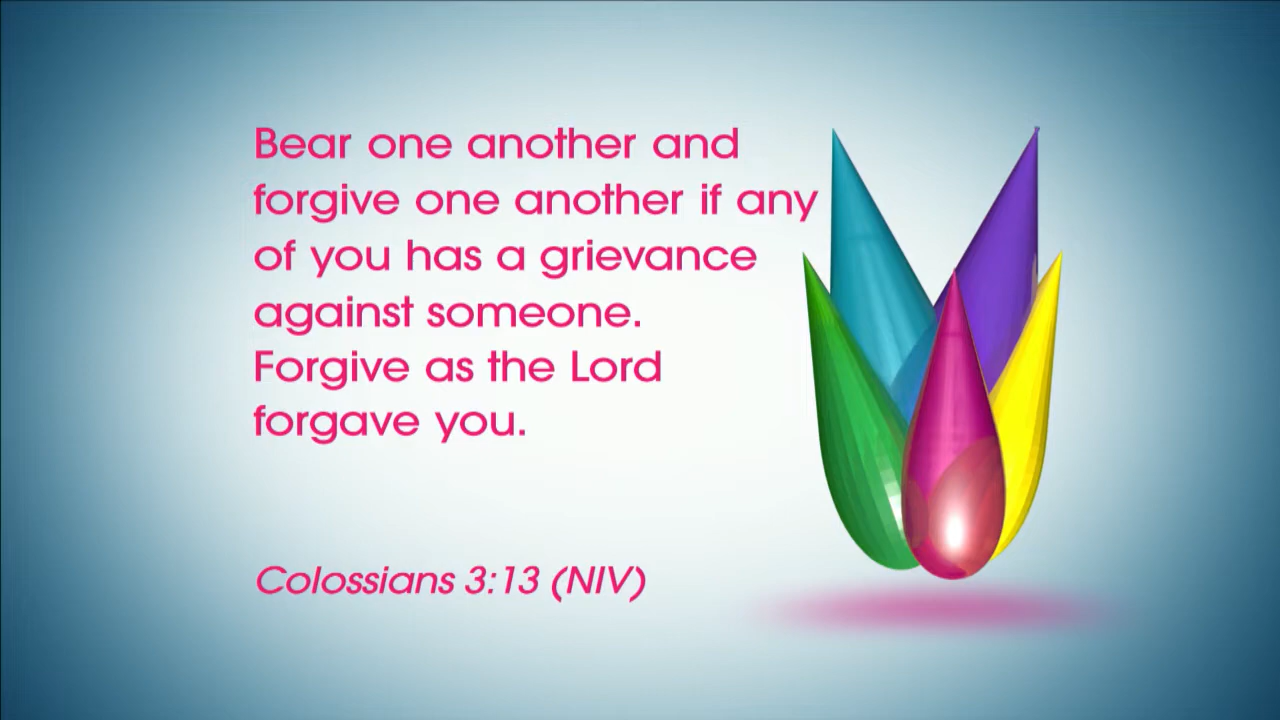 Bear one another and
forgive one another if any
of you has a grievance
against someone.
Forgive as the Lord
forgave you.
Colossians 3:13 (NIV)